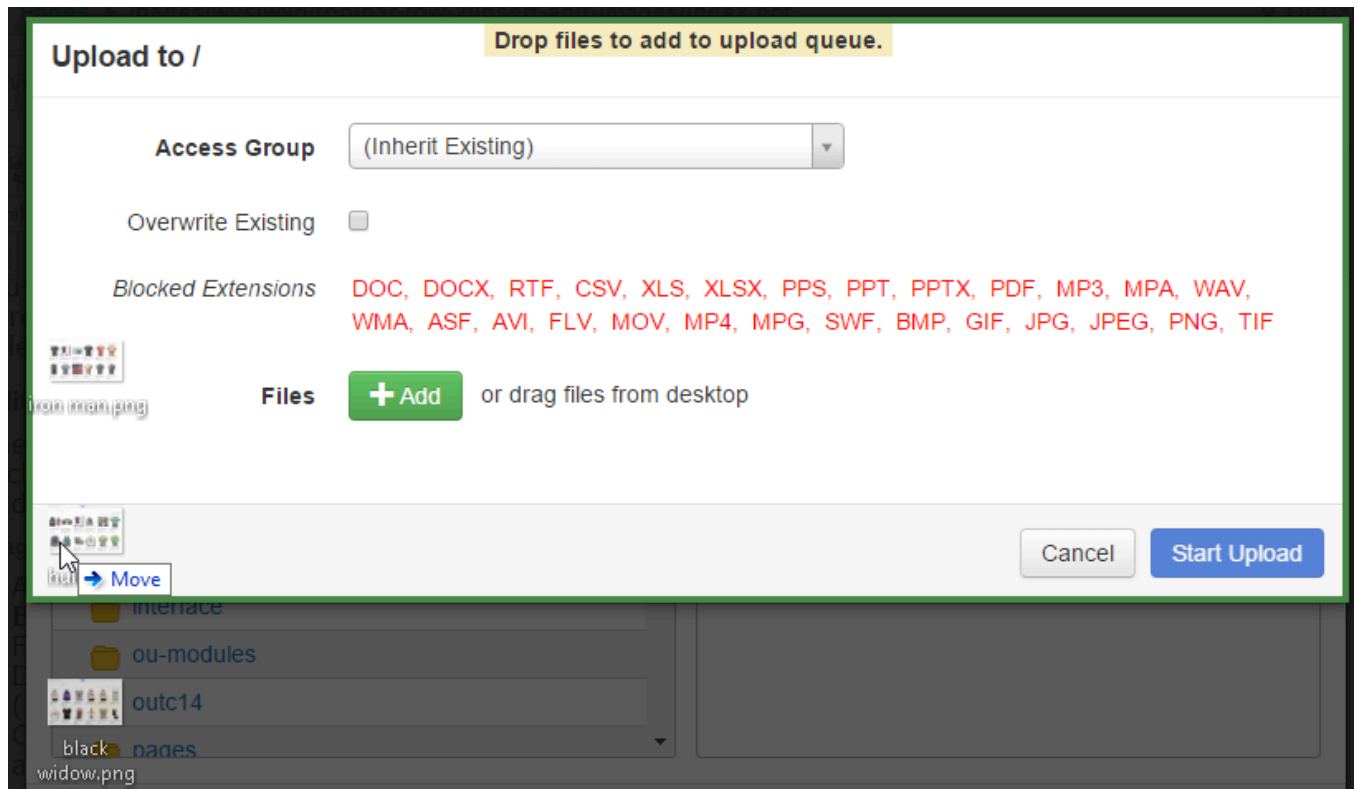 Upload to /
Drop files to add to upload queue.
Access Group
(Inherit Existing)
Overwrite Existing
Blocked Extensions
DOC, DOCX, RTF, CSV, XLS, XLSX, PPS, PPT, PPTX, PDF, MP3, MPA, WAV,
WMA, ASF, AVI, FLV, MOV, MP4, MPG, SWF, BMP, GIF, JPG, JPEG, PNG, TIF
iron man.png
Files
Add
or drag files from desktop
Move
Cancel
Start Upload
interface
ou-modules
outc14
pages
black
widow.png